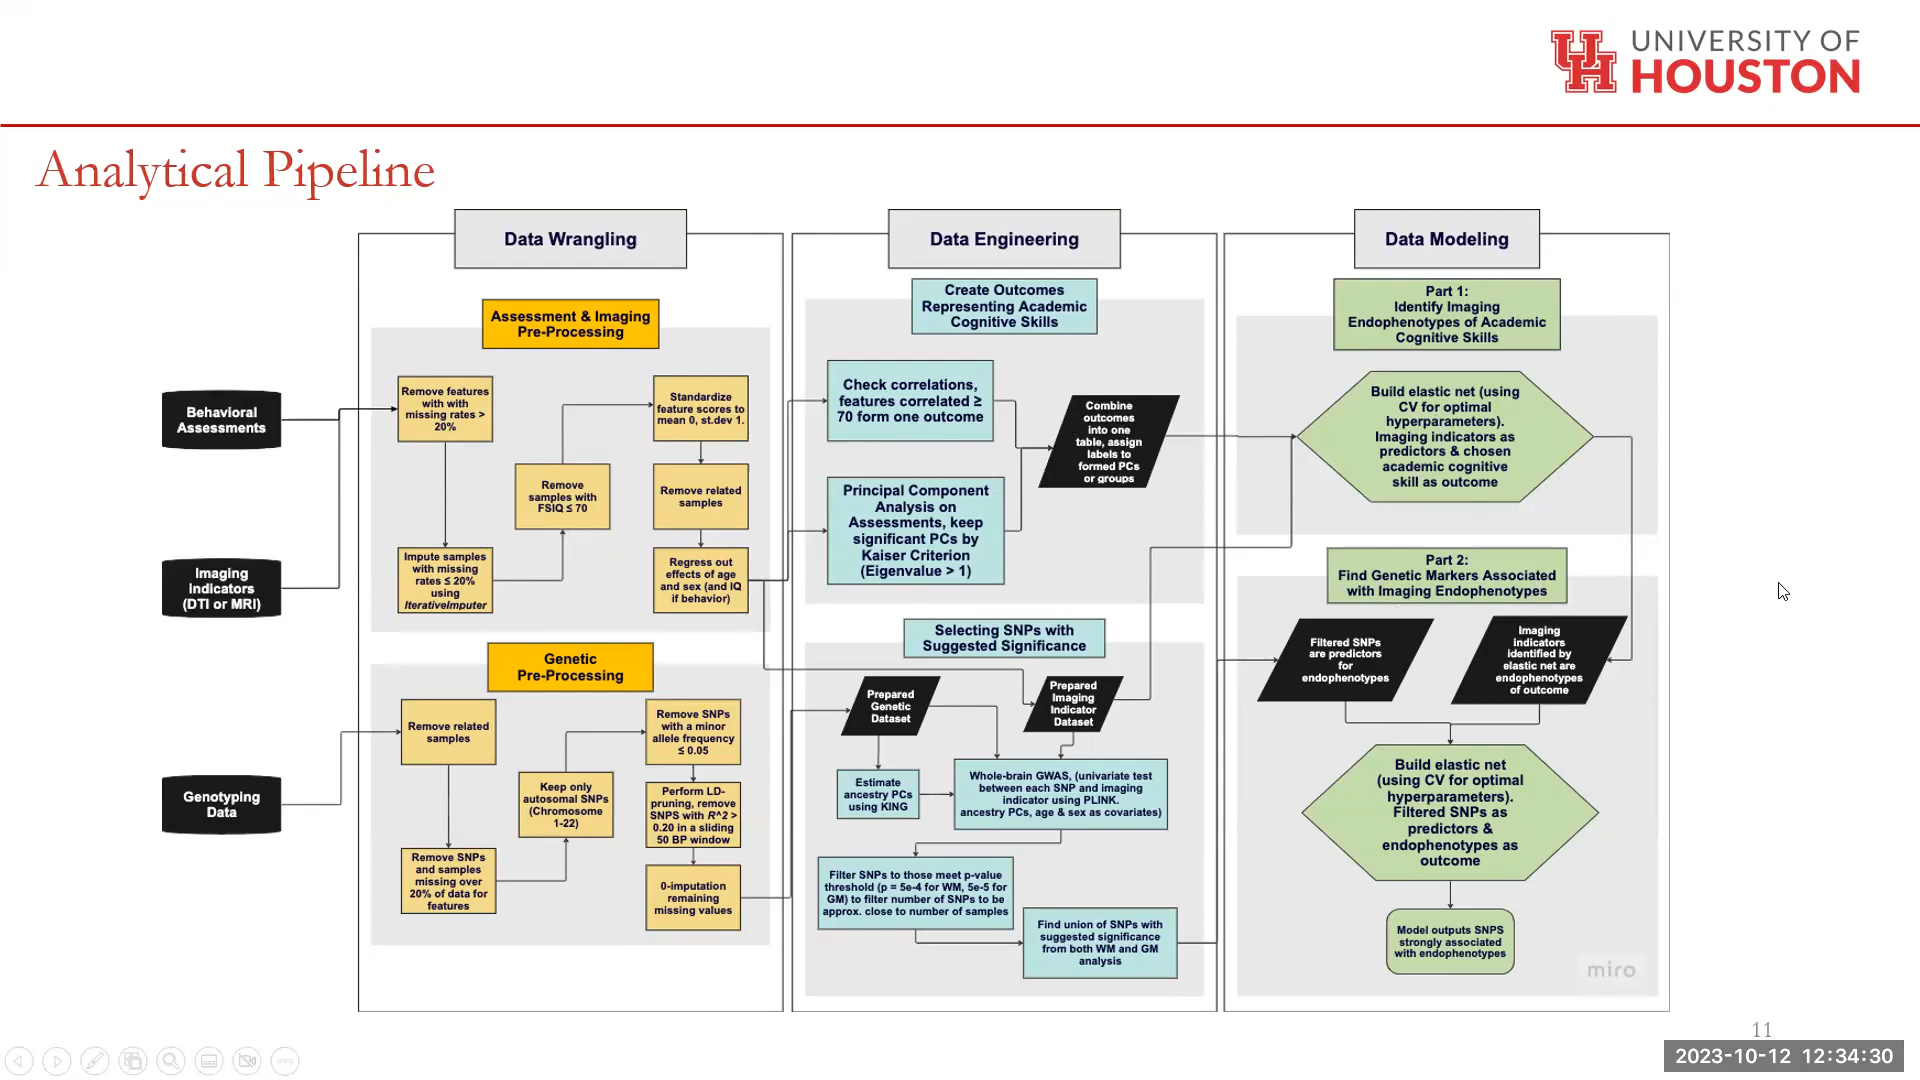 UNIVERSITY OF
HOUSTON
Analytical Pipeline
Data Wrangling
Assessment & Imaging
Pre-Processing
Behavioral
Assessments
Imaging
Indicators
(DTI or MRI)
Genotyping
Data
Remove features
with with
missing rates >
20%
Impute samples
with missing
rates ≤ 20%
using
IterativeImputer
Remove
samples with
FSIQ ≤ 70
Standardize
feature scores to
mean 0, st.dev 1.
Remove related
samples
Regress out
effects of age
and sex (and IQ
if behavior)
Genetic
Pre-Processing
Remove related
samples
Remove SNPs
and samples
missing over
20% of data for
features
Keep only
autosomal SNPs
(Chromosome
1-22)
Remove SNPs
with a minor
allele frequency
≤ 0.05
Perform LD-
pruning, remove
SNPS with R^2 >
0.20 in a sliding
50 BP window
0-imputation
remaining
missing values
Data Engineering
Create Outcomes
Representing Academic
Cognitive Skills
Check correlations,
features correlated ≥
70 form one outcome
Principal Component
Analysis on
Assessments, keep
significant PCs by
Kaiser Criterion
(Eigenvalue > 1)
Combine
outcomes
into one
table, assign
labels to
formed PCs
or groups
Selecting SNPs with
Suggested Significance
Prepared
Genetic
Dataset
Prepared
Imaging
Indicator
Dataset
Estimate
ancestry PCs
using KING
Whole-brain GWAS, (univariate test
between each SNP and imaging
indicator using PLINK.
ancestry PCs, age & sex as covariates)
Filter SNPs to those meet p-value
threshold (p = 5e-4 for WM, 5e-5 for
GM) to filter number of SNPs to be
approx. close to number of samples
Find union of SNPs with
suggested significance
from both WM and GM
analysis
Data Modeling
Part 1:
Identify Imaging
Endophenotypes of Academic
Cognitive Skills
Build elastic net (using
CV for optimal
hyperparameters).
Imaging indicators as
predictors & chosen
academic cognitive
skill as outcome
Part 2:
Find Genetic Markers Associated
with Imaging Endophenotypes
Filtered SNPs
are predictors
for
endophenotypes
Imaging
indicators
identified by
elastic net are
endophenotypes
of outcome
Build elastic net
(using CV for optimal
hyperparameters).
Filtered SNPs as
predictors &
endophenotypes as
outcome
Model outputs SNPS
strongly associated
with endophenotypes
miro
11
2023-10-12 12:34:30